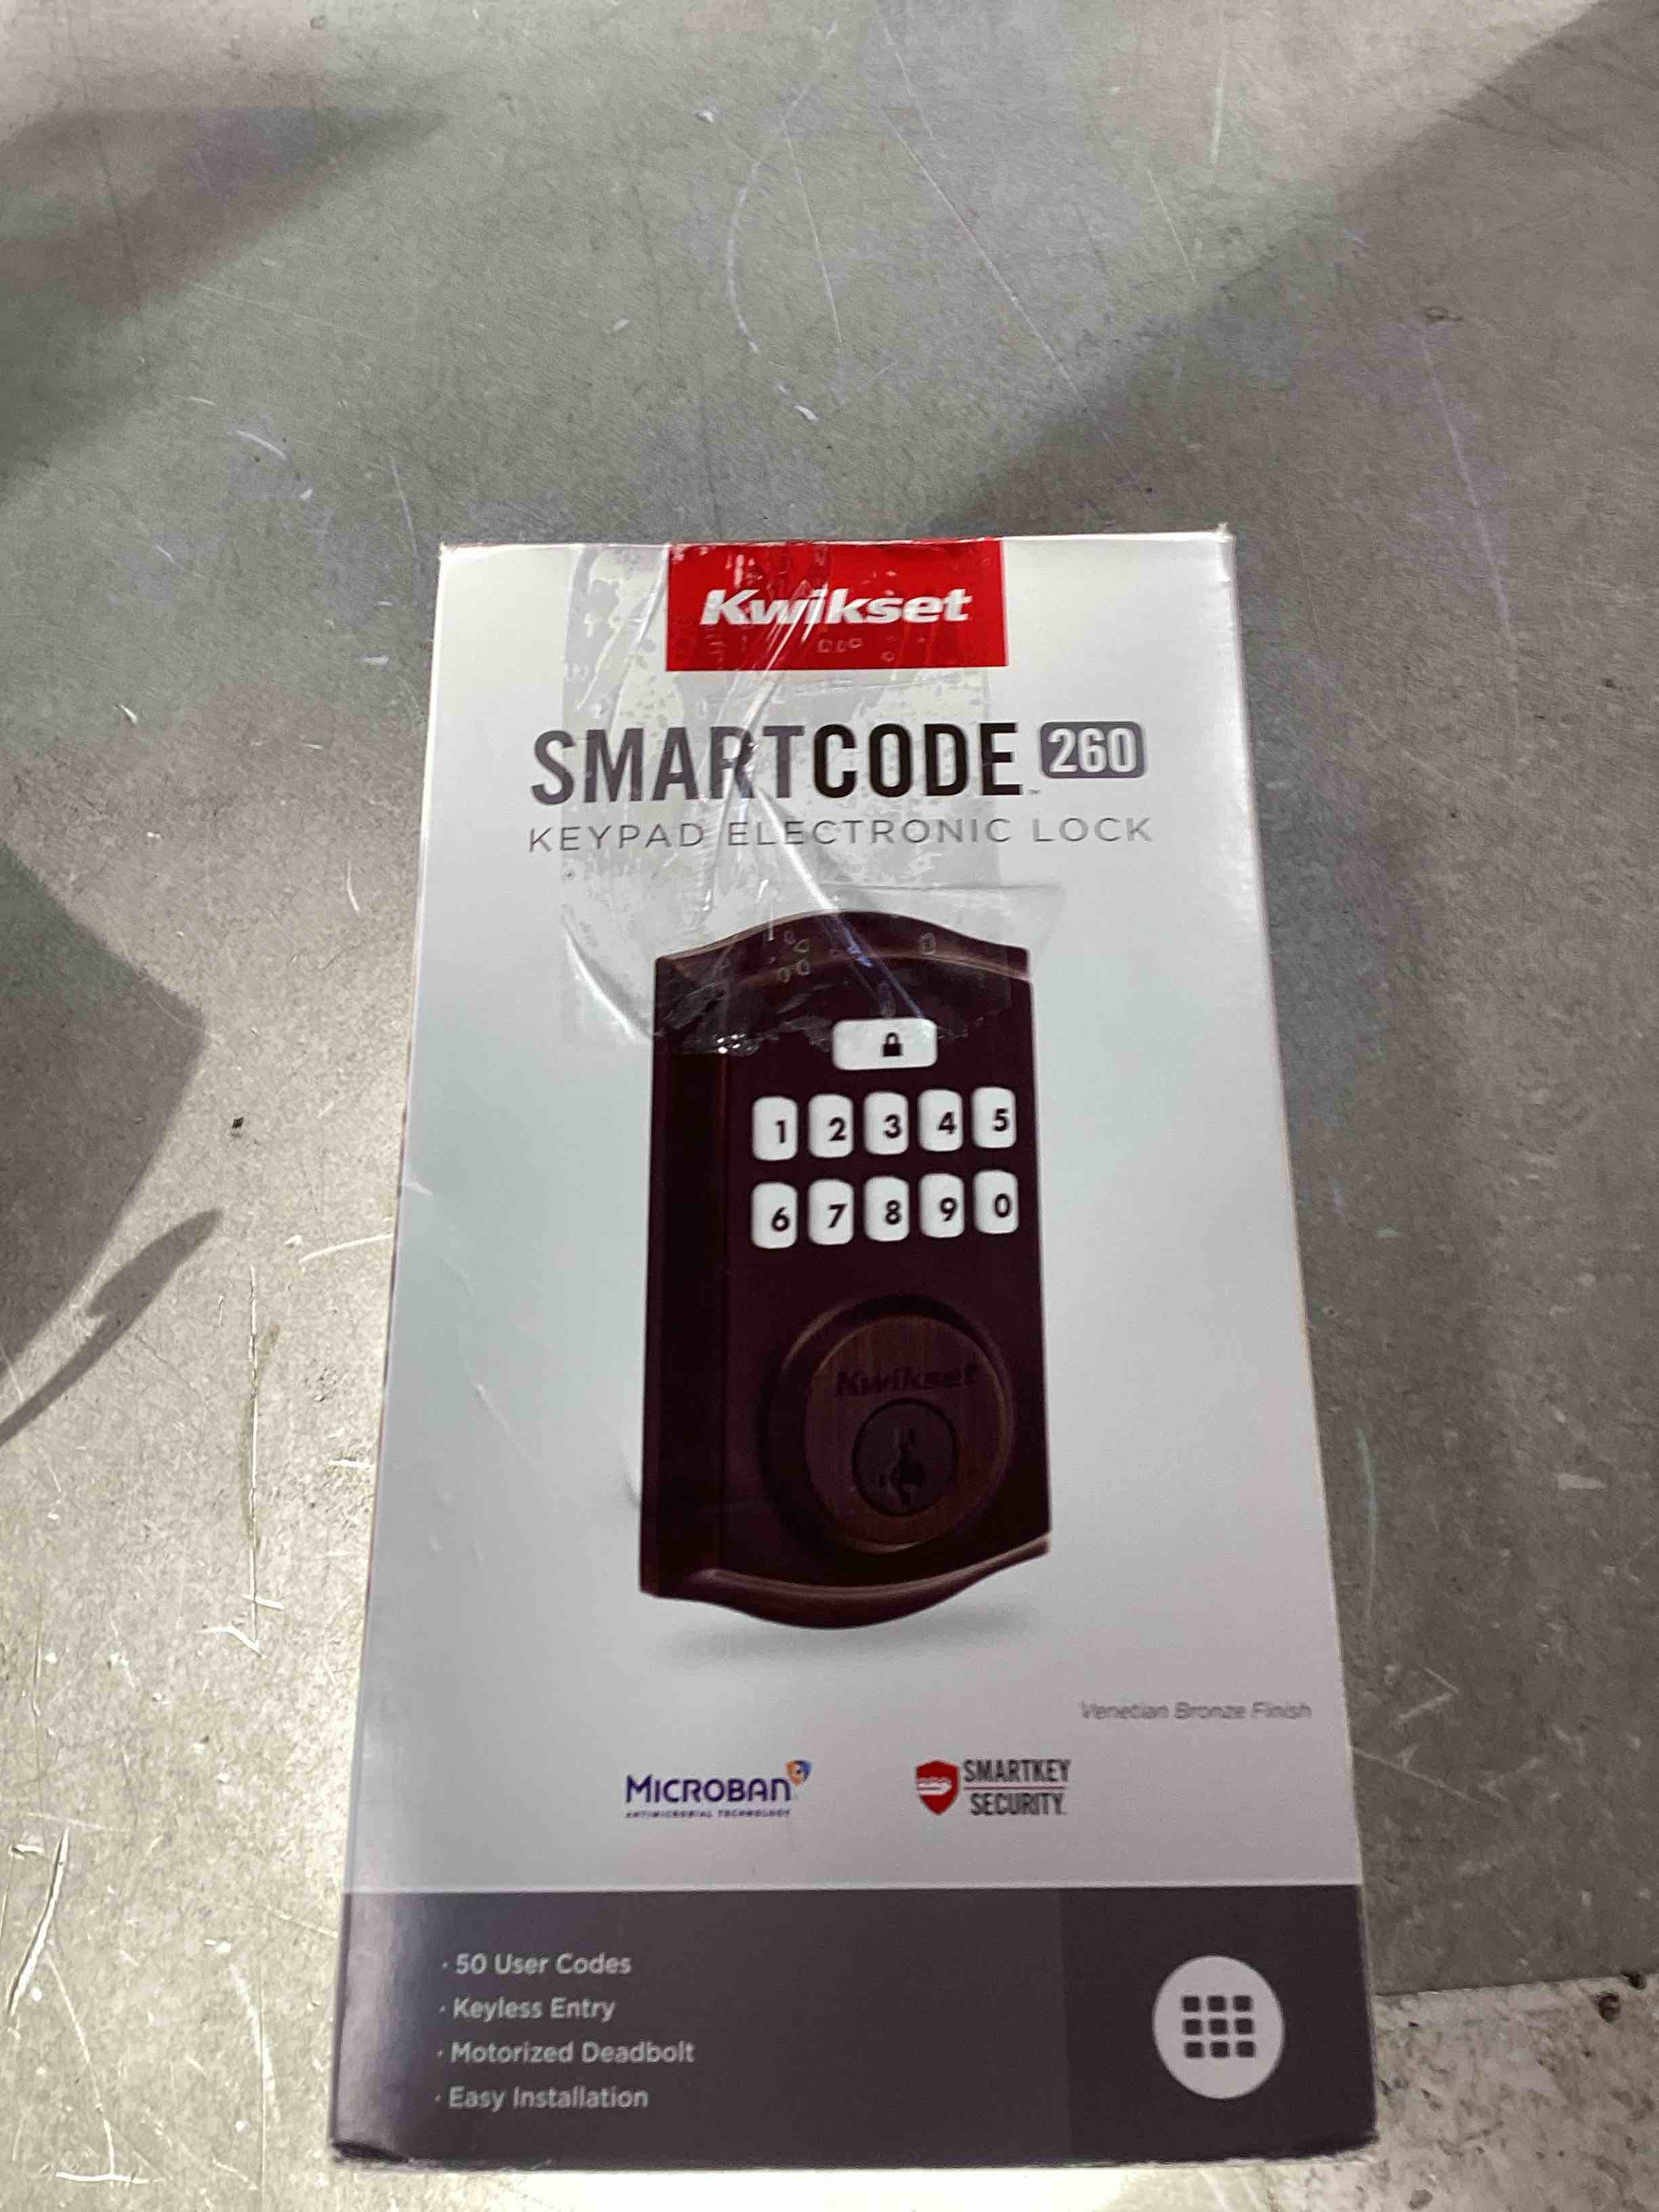 Kwikset
SMARTCODE™ 260
KEYPAD ELECTRONIC LOCK
1 2 3 4 5
6 7 8 9 0
Kwikset
Venetian Bronze Finish
MICROBAN
ANTIMICROBIAL TECHNOLOGY
SMARTKEY
SECURITY
· 50 User Codes
· Keyless Entry
· Motorized Deadbolt
· Easy Installation